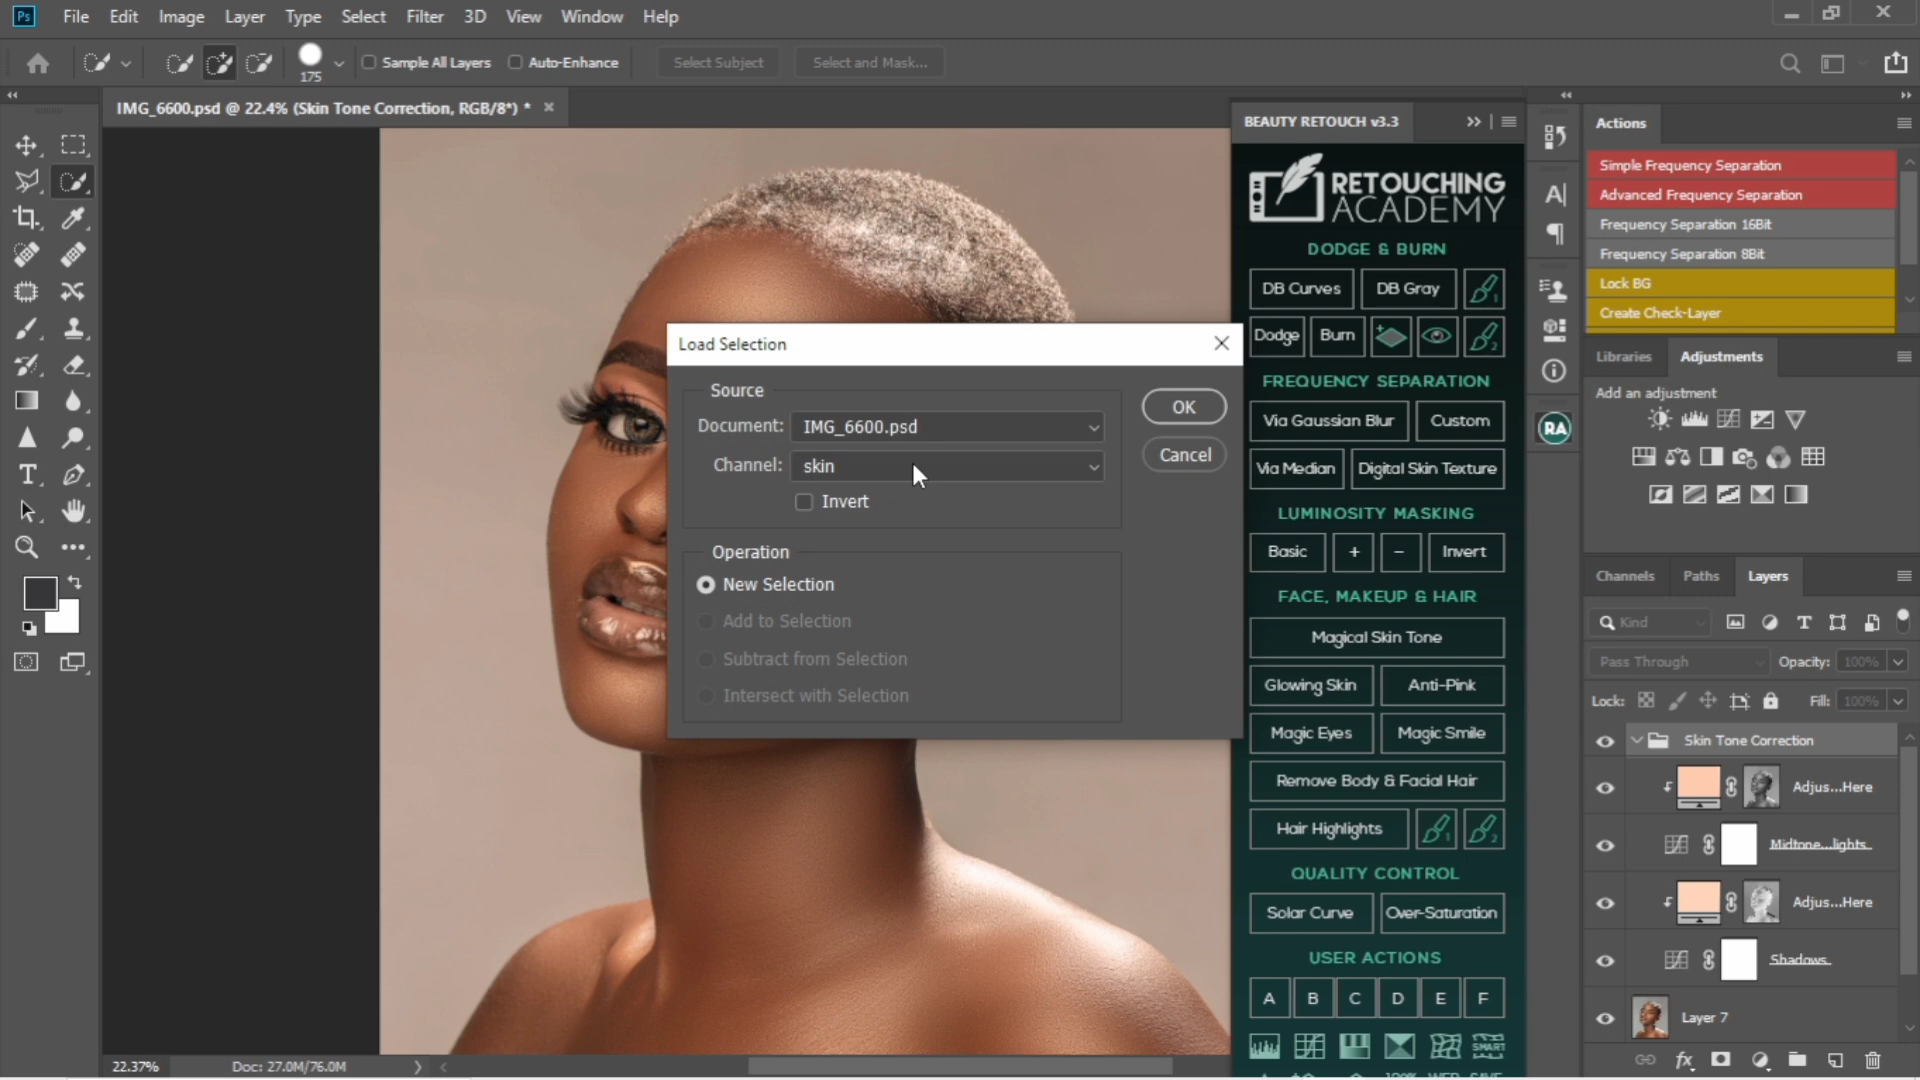 Ps File Edit Image Layer Type Select Filter 3D View Window Help
175
Sample All Layers
Auto-Enhance
Select Subject
Select and Mask...
IMG_6600.psd @ 22.4% (Skin Tone Correction, RGB/8*) *
Load Selection
Source
Document: IMG_6600.psd
Channel: skin
Invert
OK
Cancel
Operation
New Selection
Add to Selection
Subtract from Selection
Intersect with Selection
BEAUTY RETOUCH v3.3
RETOUCHING
ACADEMY
DODGE & BURN
DB Curves DB Gray 1
Dodge Burn 2
FREQUENCY SEPARATION
Via Gaussian Blur Custom
Via Median Digital Skin Texture
LUMINOSITY MASKING
Basic + − Invert
FACE, MAKEUP & HAIR
Magical Skin Tone
Glowing Skin Anti-Pink
Magic Eyes Magic Smile
Remove Body & Facial Hair
Hair Highlights 1 2
QUALITY CONTROL
Solar Curve Over-Saturation
USER ACTIONS
A B C D E F
SMART
RA
Actions
Simple Frequency Separation
Advanced Frequency Separation
Frequency Separation 16Bit
Frequency Separation 8Bit
Lock BG
Create Check-Layer
Libraries Adjustments
Add an adjustment
Channels Paths Layers
Kind
Pass Through Opacity: 100%
Lock: Fill: 100%
Skin Tone Correction
Adjus...Here
Midtone...lights
Adjus...Here
Shadows
Layer 7
fx
22.37% Doc: 27.0M/76.0M